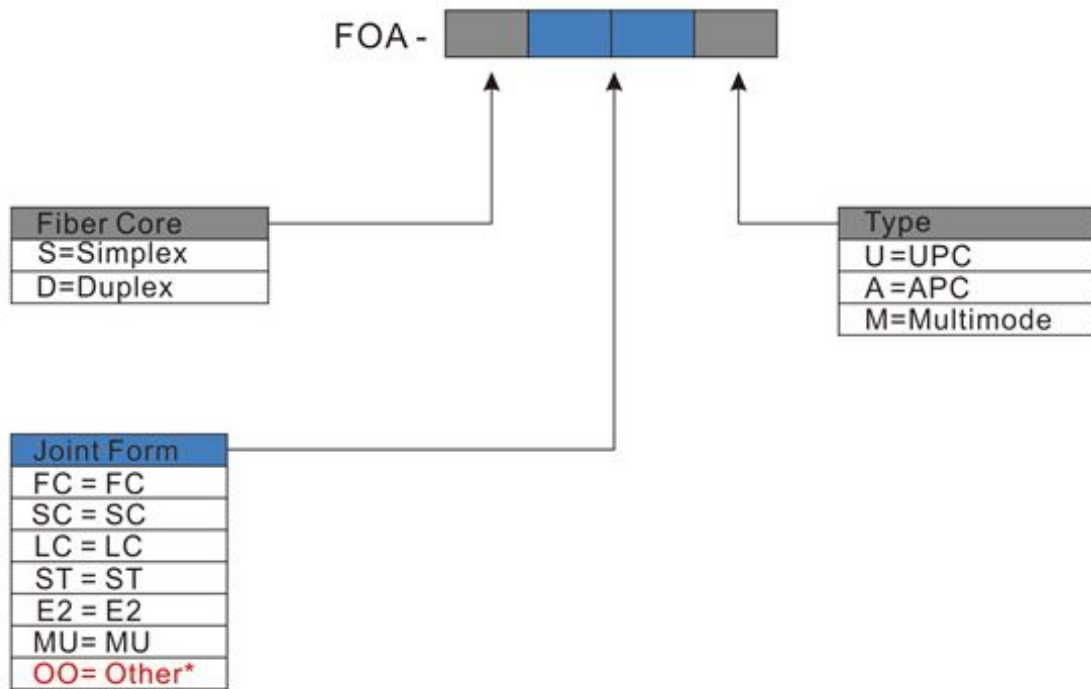 FOA -
Fiber Core
S=Simplex
D=Duplex
Type
U=UPC
A=APC
M=Multimode
Joint Form
FC = FC
SC = SC
LC = LC
ST = ST
E2 = E2
MU= MU
OO= Other*